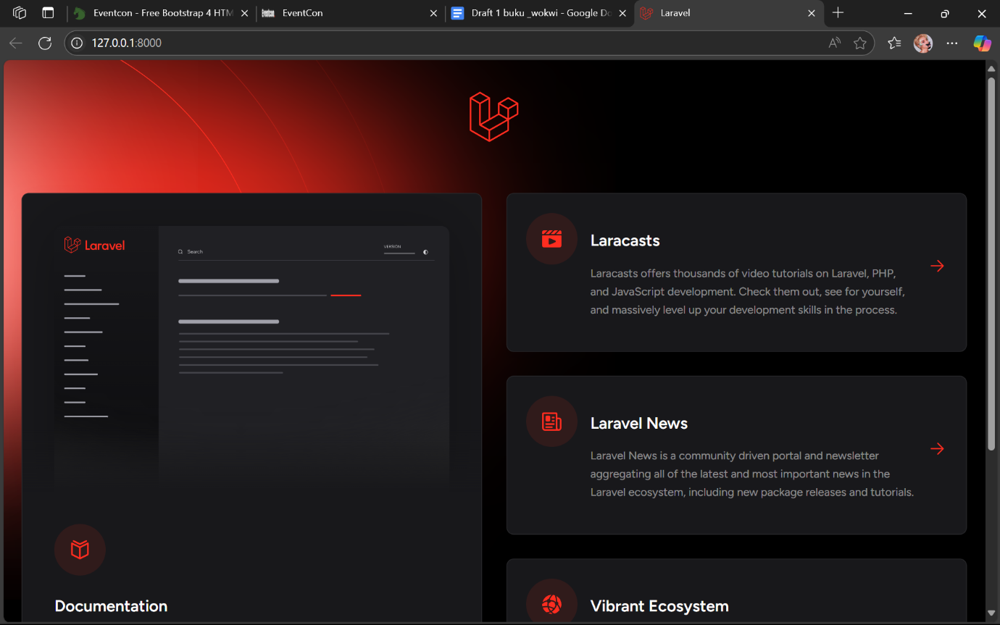 Eventcon - Free Bootstrap 4 HTM
Eventcon
EventCon
Draft 1 buku _wokwi - Google Do
Laravel
127.0.0.1:8000
Laravel
Search
VERSION
Documentation
Laracasts
Laracasts offers thousands of video tutorials on Laravel, PHP,
and JavaScript development. Check them out, see for yourself,
and massively level up your development skills in the process.
Laravel News
Laravel News is a community driven portal and newsletter
aggregating all of the latest and most important news in the
Laravel ecosystem, including new package releases and tutorials.
Vibrant Ecosystem